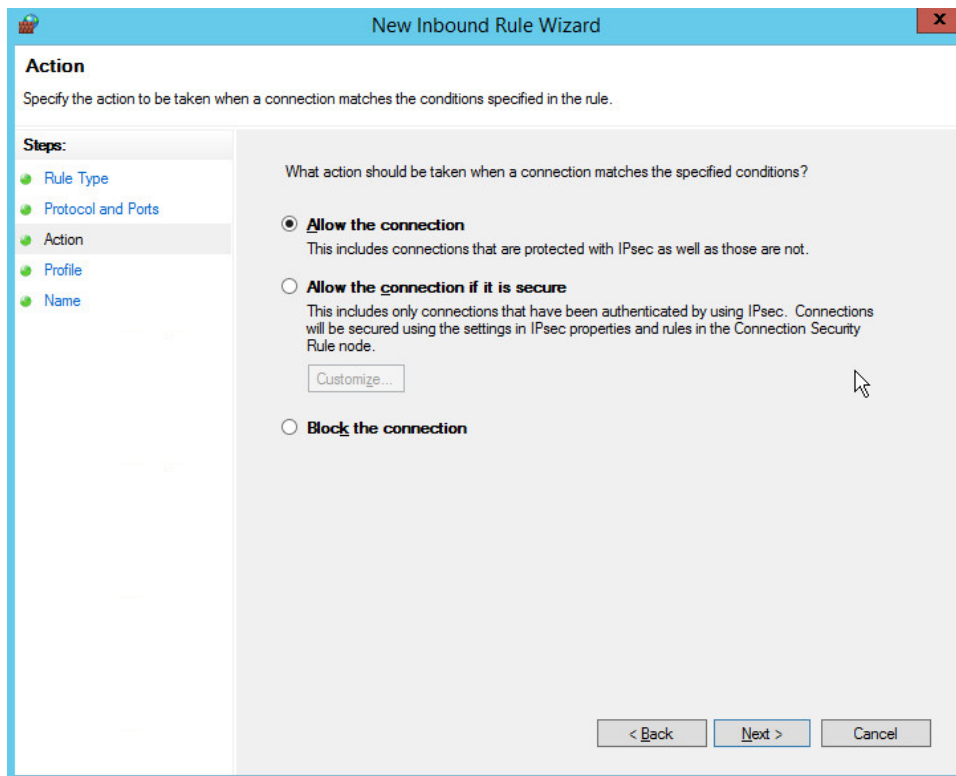 New Inbound Rule Wizard
x
Action
Specify the action to be taken when a connection matches the conditions specified in the rule.
Steps:
Rule Type
Protocol and Ports
Action
Profile
Name
What action should be taken when a connection matches the specified conditions?
Allow the connection
This includes connections that are protected with IPsec as well as those are not.
Allow the connection if it is secure
This includes only connections that have been authenticated by using IPsec.  Connections
will be secured using the settings in IPsec properties and rules in the Connection Security
Rule node.
Customize...
Block the connection
< Back
Next >
Cancel